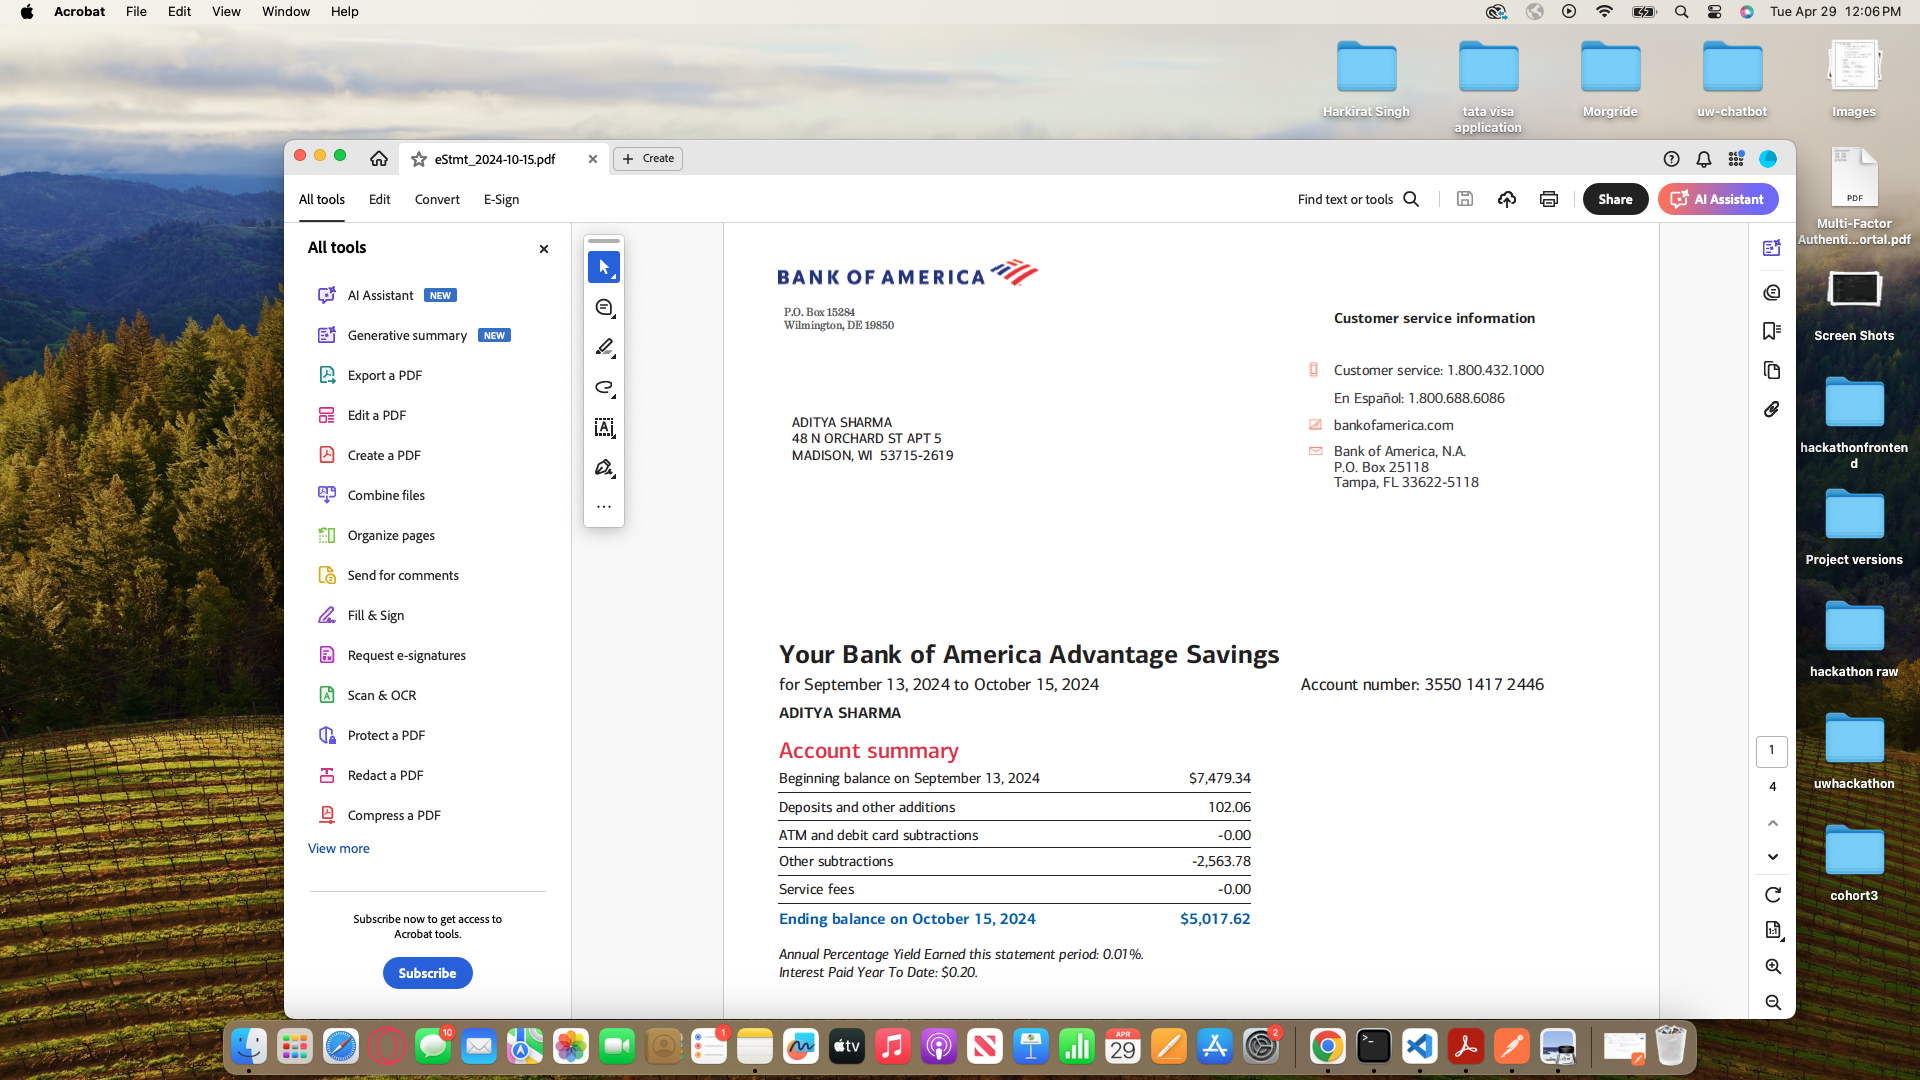 Acrobat File Edit View Window Help
Tue Apr 29 12:06 PM
Harkirat Singh
tata visa
application
Morgride
uw-chatbot
Images
eStmt_2024-10-15.pdf
+ Create
All tools Edit Convert E-Sign
Find text or tools
Share
AI Assistant
PDF
Multi-Factor
Authenti...ortal.pdf
Screen Shots
hackathonfronten
d
Project versions
hackathon raw
uwhackathon
cohort3
All tools
AI Assistant NEW
Generative summary NEW
Export a PDF
Edit a PDF
Create a PDF
Combine files
Organize pages
Send for comments
Fill & Sign
Request e-signatures
Scan & OCR
Protect a PDF
Redact a PDF
Compress a PDF
View more
Subscribe now to get access to
Acrobat tools.
Subscribe
BANK OF AMERICA
P.O. Box 15284
Wilmington, DE 19850
Customer service information
Customer service: 1.800.432.1000
En Español: 1.800.688.6086
bankofamerica.com
Bank of America, N.A.
P.O. Box 25118
Tampa, FL 33622-5118
ADITYA SHARMA
48 N ORCHARD ST APT 5
MADISON, WI 53715-2619
Your Bank of America Advantage Savings
for September 13, 2024 to October 15, 2024
Account number: 3550 1417 2446
ADITYA SHARMA
Account summary
Beginning balance on September 13, 2024 $7,479.34
Deposits and other additions 102.06
ATM and debit card subtractions -0.00
Other subtractions -2,563.78
Service fees -0.00
Ending balance on October 15, 2024 $5,017.62
Annual Percentage Yield Earned this statement period: 0.01%.
Interest Paid Year To Date: $0.20.
1
4
1:1
10
1
tv
APR
29
2